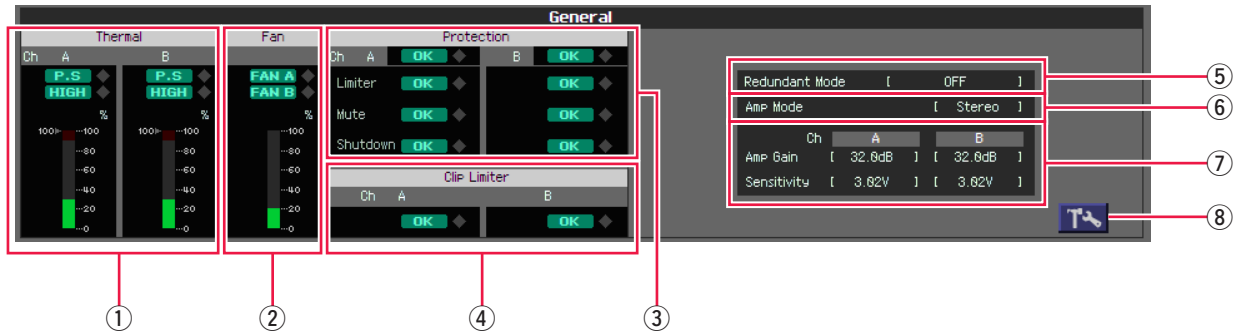 General
Thermal
Ch A B
P.S P.S
HIGH HIGH
% %
100 100 100 100
80 80
60 60
40 40
20 20
0 0
Fan
FAN A
FAN B
%
100
80
60
40
20
0
Protection
Ch A OK B OK
Limiter OK OK
Mute OK OK
Shutdown OK OK
Clip Limiter
Ch A B
OK OK
Redundant Mode [ OFF ]
Amp Mode [ Stereo ]
Ch A B
Amp Gain [ 32.0dB ] [ 32.0dB ]
Sensitivity [ 3.02V ] [ 3.02V ]
⑤
⑥
⑦
⑧
① ② ④ ③